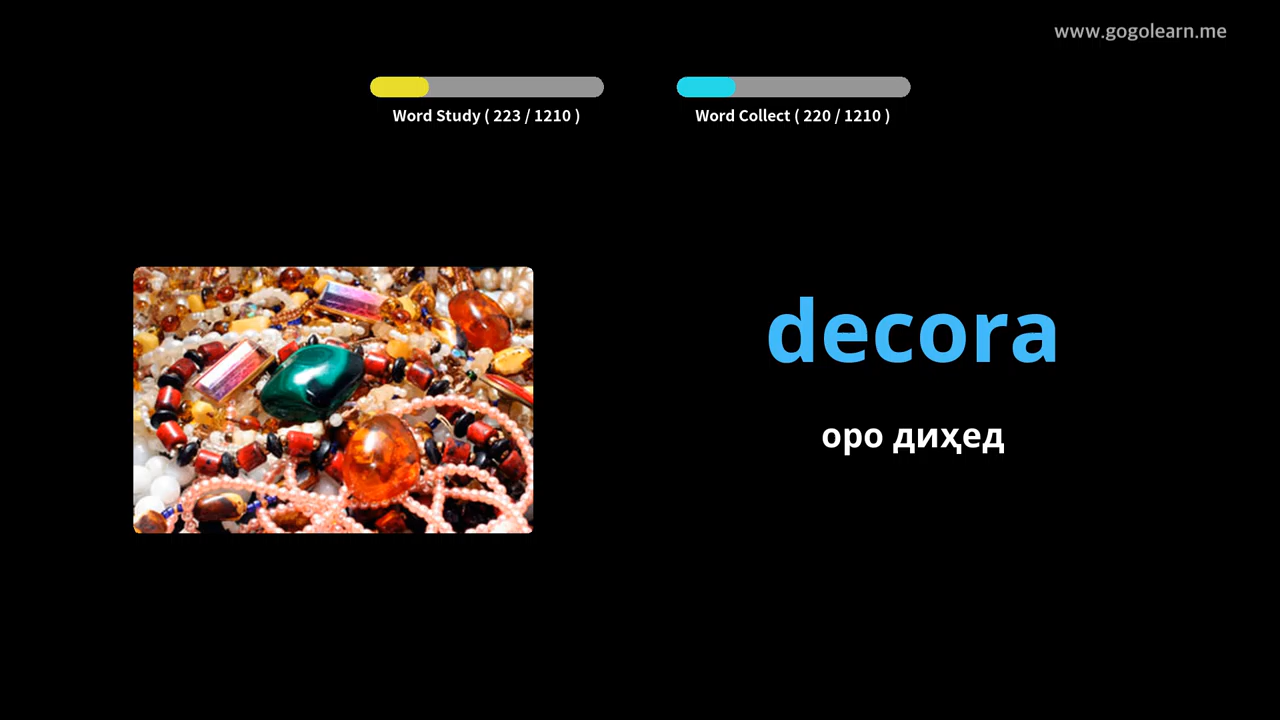 www.gogolearn.me
Word Study ( 223 / 1210 )
Word Collect ( 220 / 1210 )
decora
оро диҳед